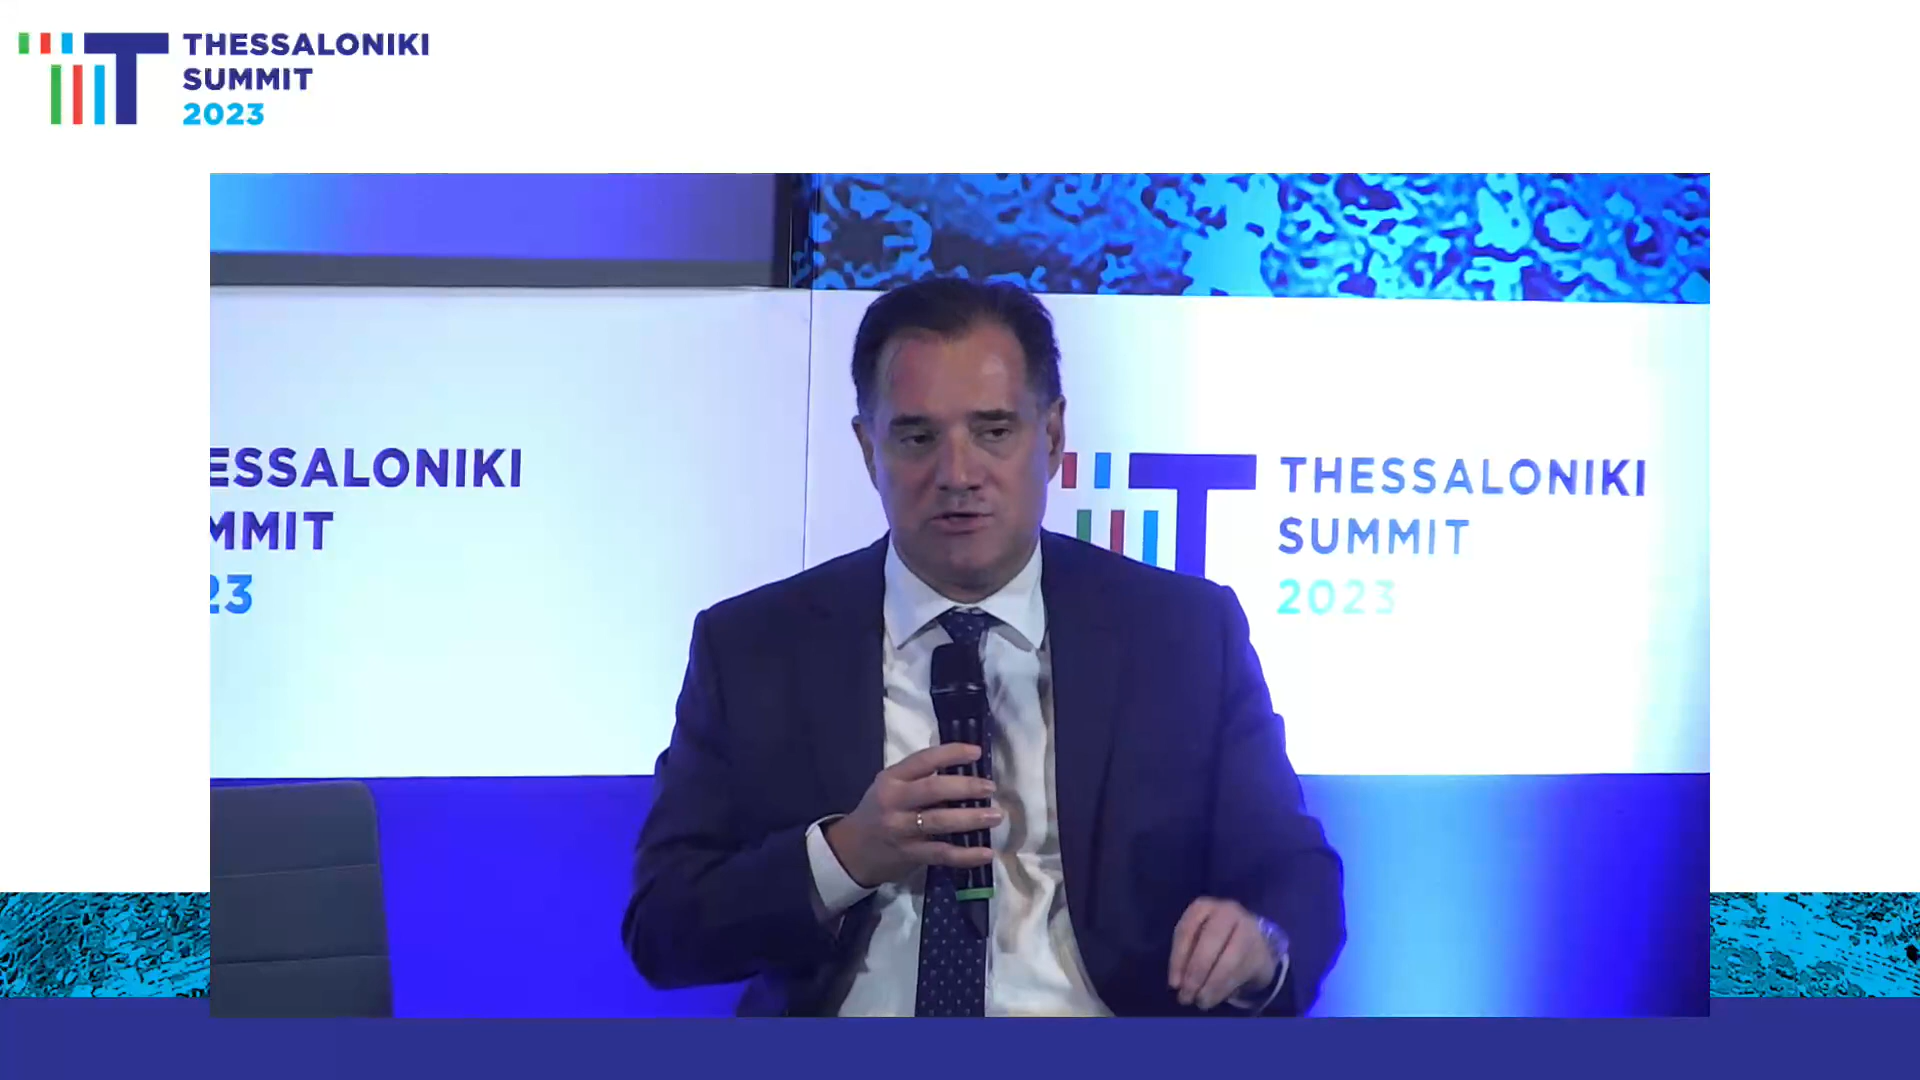 THESSALONIKI
SUMMIT
2023
ESSALONIKI
MMIT
23
THESSALONIKI
SUMMIT
2023